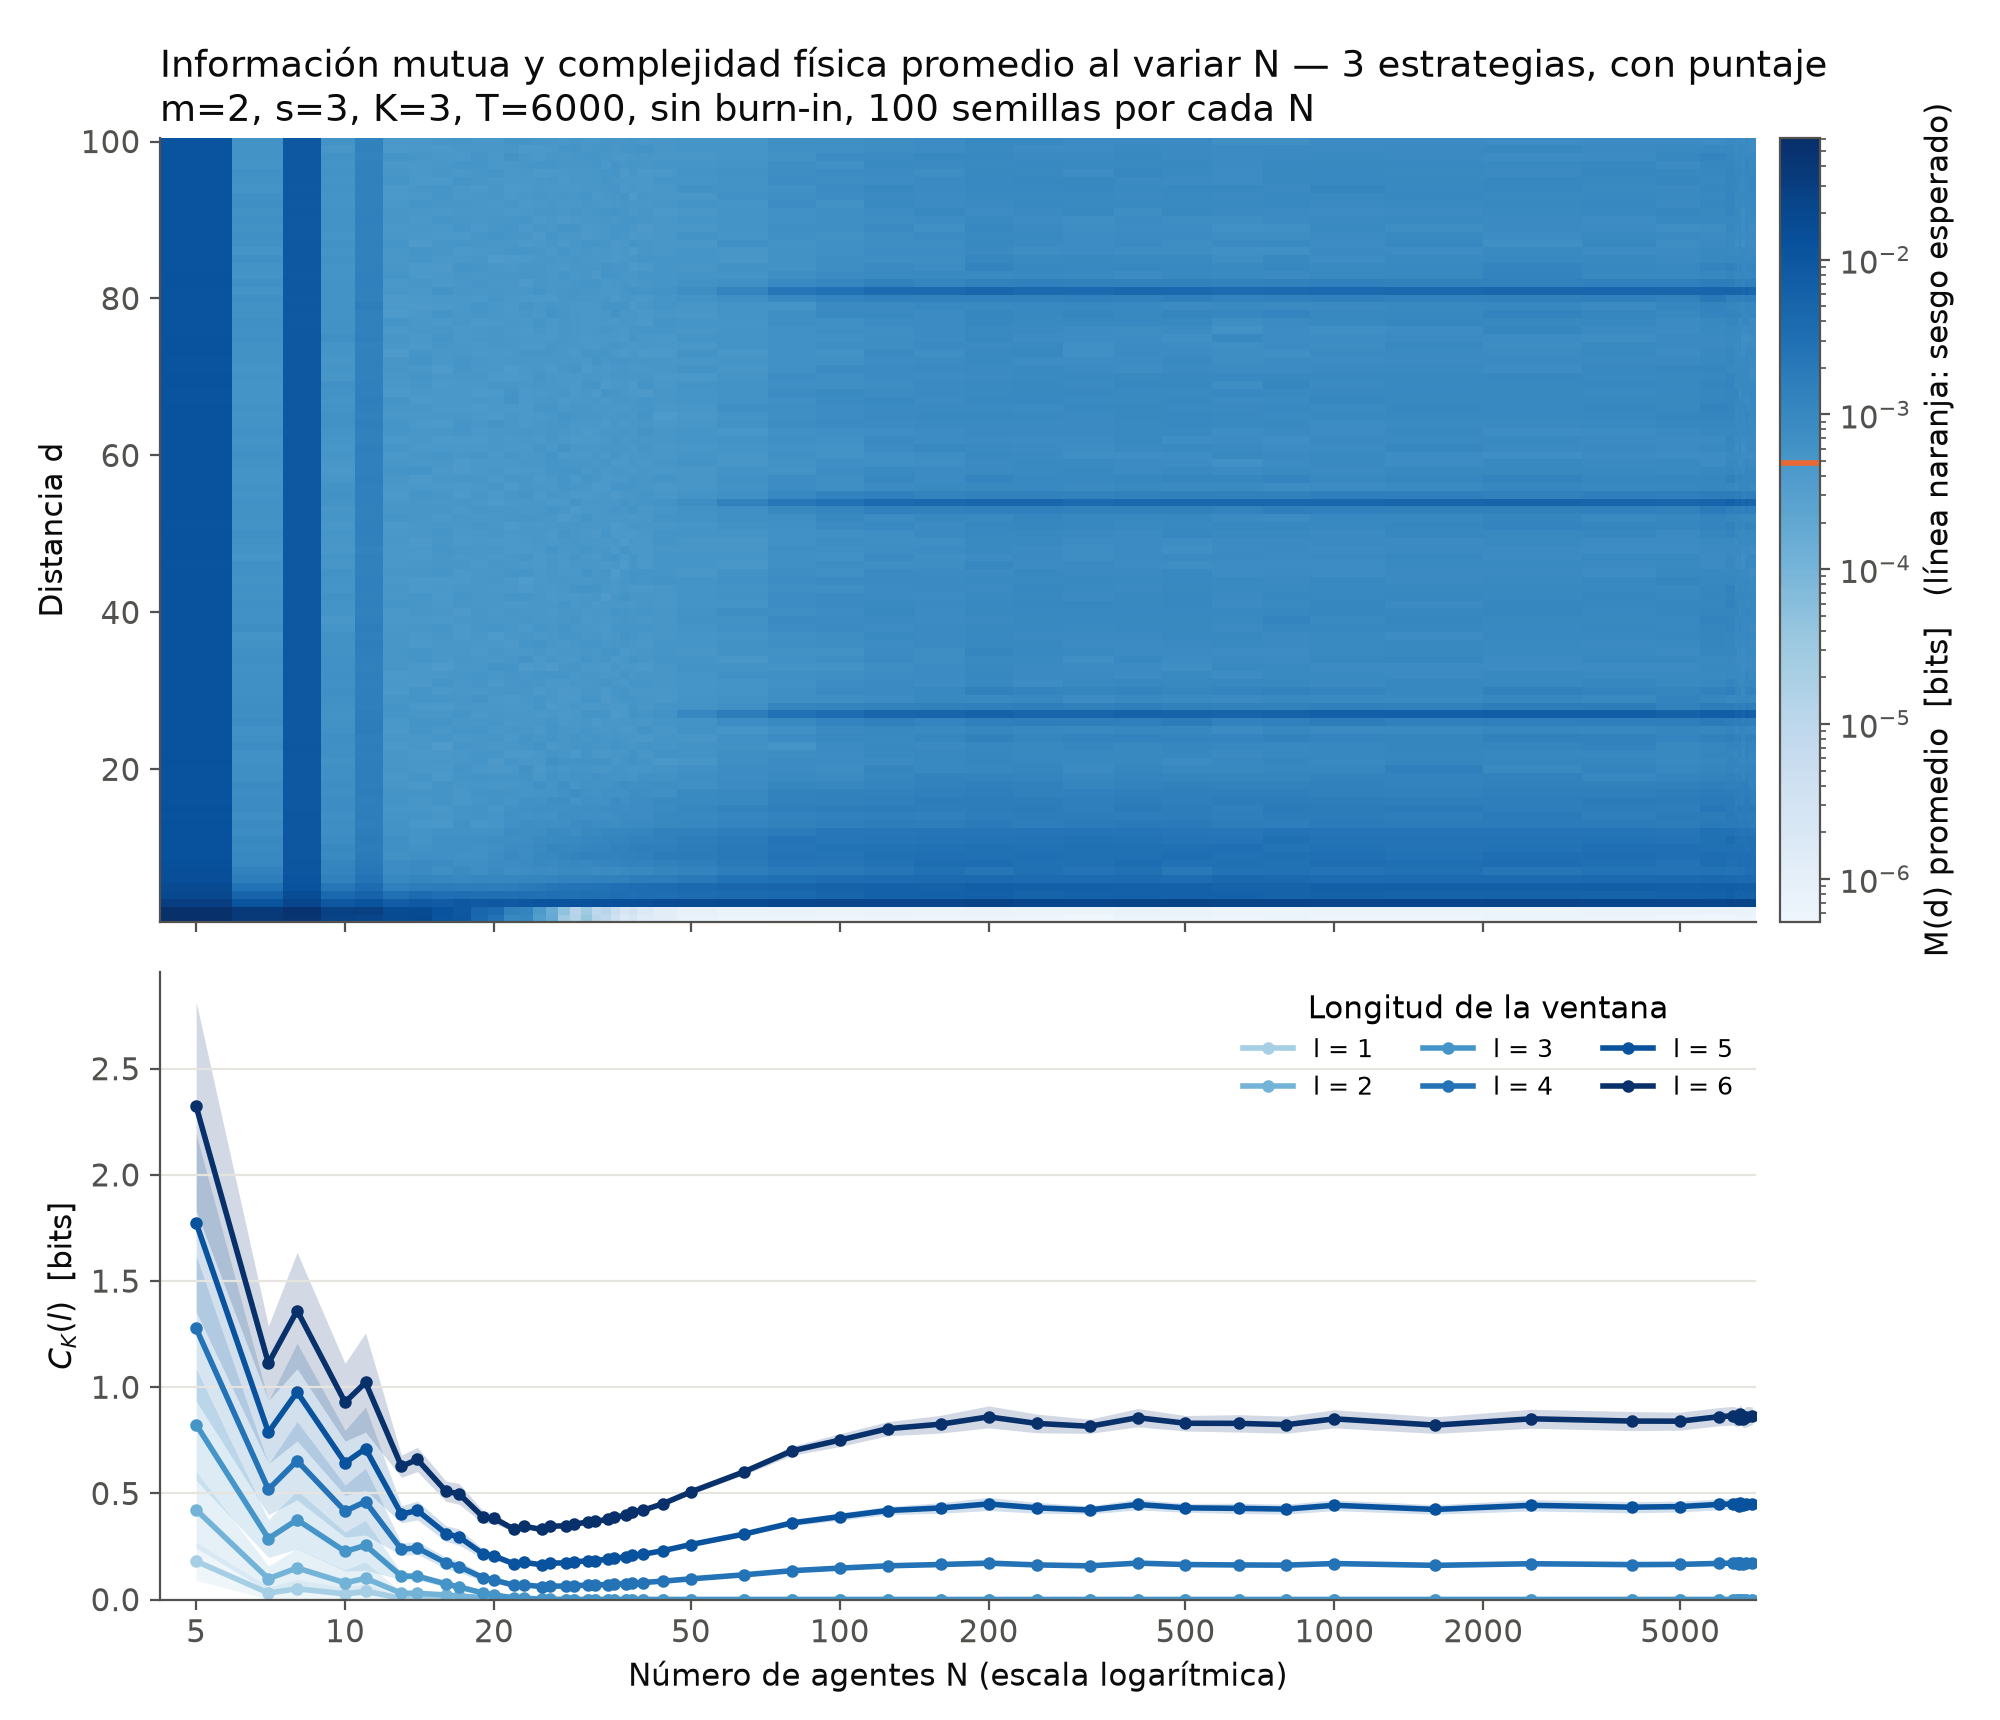 Información mutua y complejidad física promedio al variar N — 3 estrategias, con puntaje
m=2, s=3, K=3, T=6000, sin burn-in, 100 semillas por cada N
100
80
60
40
20
Distancia d
10⁻²
10⁻³
10⁻⁴
10⁻⁵
10⁻⁶
M(d) promedio [bits] (línea naranja: sesgo esperado)
Longitud de la ventana
l = 1 l = 3 l = 5
l = 2 l = 4 l = 6
2.5
2.0
1.5
1.0
0.5
0.0
C_K(l) [bits]
5 10 20 50 100 200 500 1000 2000 5000
Número de agentes N (escala logarítmica)